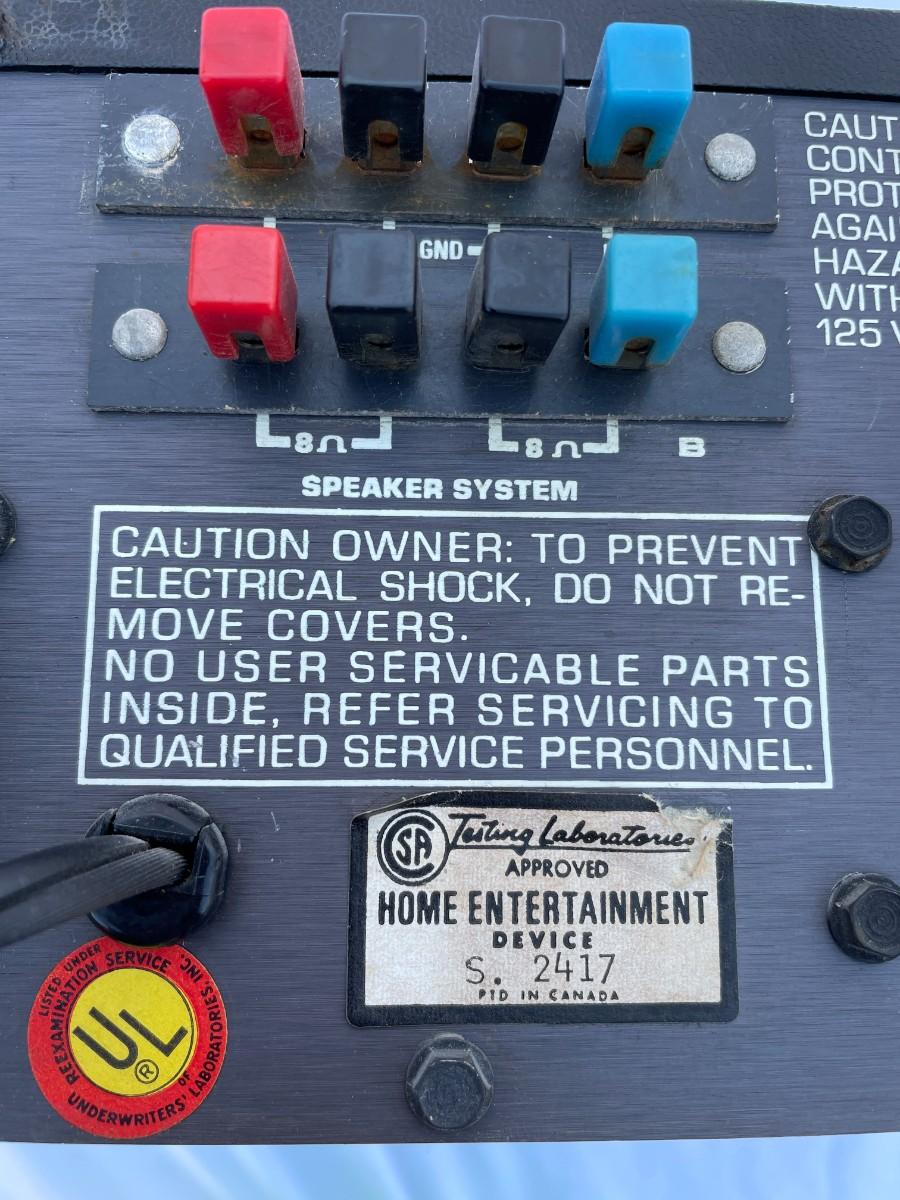 CAUT
CONT
PROT
AGAI
HAZA
WITH
125 V
GND
8Ω 8Ω B
SPEAKER SYSTEM
CAUTION OWNER: TO PREVENT
ELECTRICAL SHOCK, DO NOT RE-
MOVE COVERS.
NO USER SERVICABLE PARTS
INSIDE, REFER SERVICING TO
QUALIFIED SERVICE PERSONNEL.
CSA Testing Laboratories
APPROVED
HOME ENTERTAINMENT
DEVICE
S. 2417
PTD IN CANADA
LISTED UNDER
REEXAMINATION SERVICE
OF
UNDERWRITERS' LABORATORIES, INC.
UL®